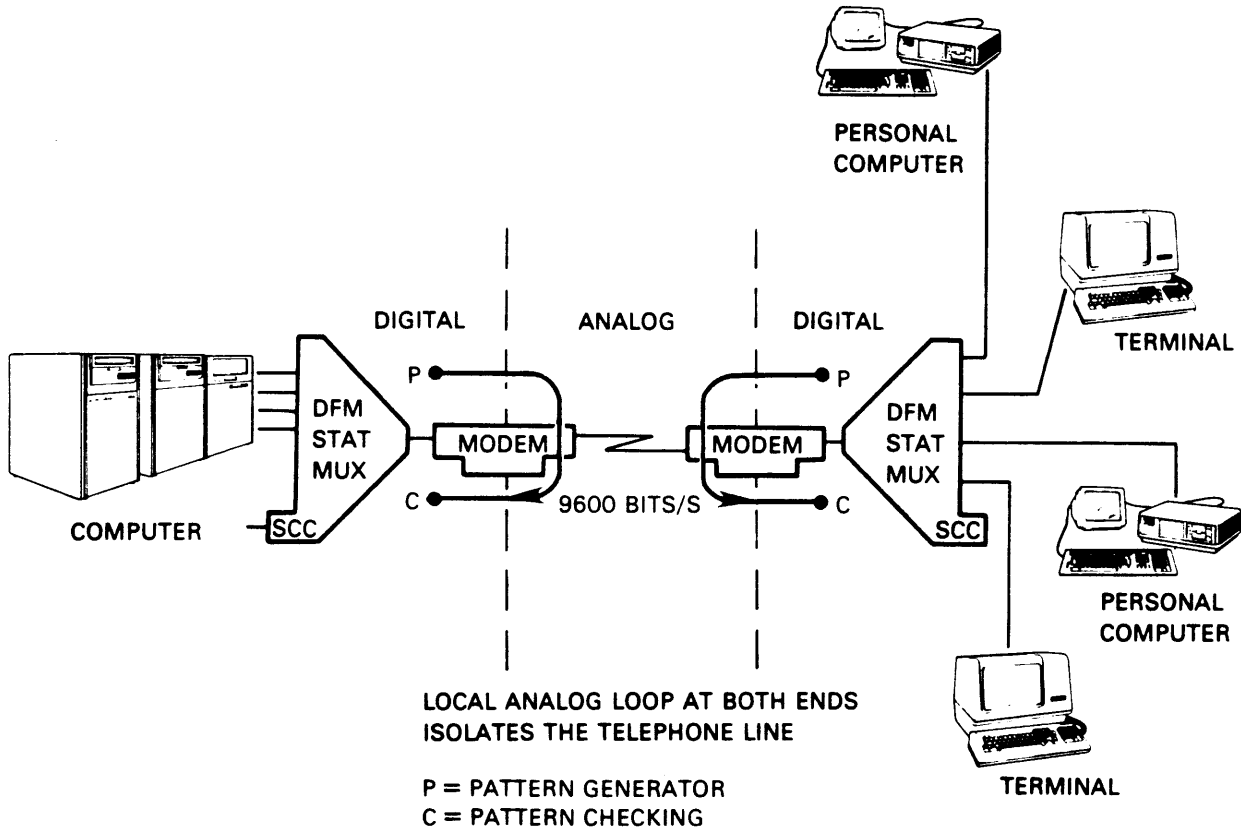 PERSONAL
COMPUTER
TERMINAL
DIGITAL
ANALOG
DIGITAL
P
P
DFM
STAT
MUX
MODEM
MODEM
DFM
STAT
MUX
C
9600 BITS/S
C
COMPUTER
SCC
SCC
PERSONAL
COMPUTER
LOCAL ANALOG LOOP AT BOTH ENDS
ISOLATES THE TELEPHONE LINE
TERMINAL
P = PATTERN GENERATOR
C = PATTERN CHECKING